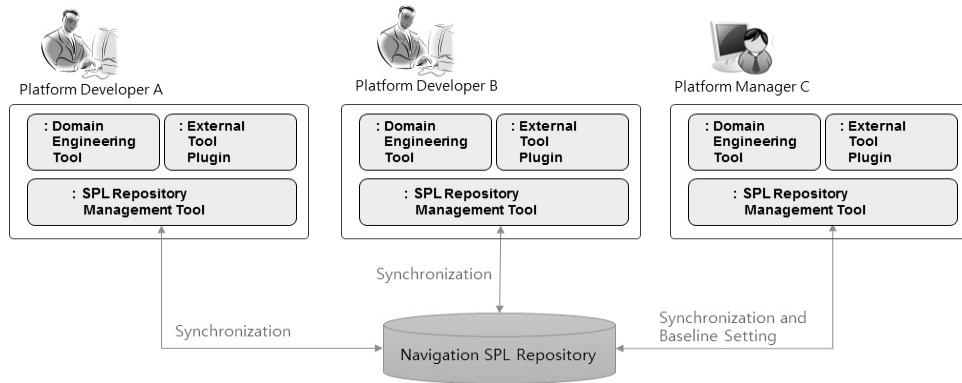 Platform Developer A
: Domain
Engineering
Tool
: External
Tool
Plugin
: SPL Repository
Management Tool
Platform Developer B
: Domain
Engineering
Tool
: External
Tool
Plugin
: SPL Repository
Management Tool
Platform Manager C
: Domain
Engineering
Tool
: External
Tool
Plugin
: SPL Repository
Management Tool
Synchronization
Synchronization
Synchronization and
Baseline Setting
Navigation SPL Repository